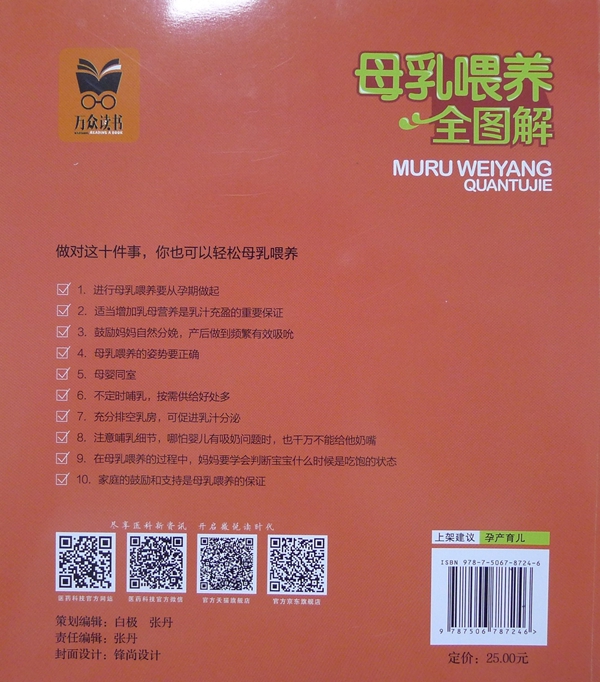 万众读书
READING A BOOK
母乳喂养
全图解
MURU WEIYANG
QUANTUJIE
做对这十件事，你也可以轻松母乳喂养
1. 进行母乳喂养要从孕期做起
2. 适当增加乳母营养是乳汁充盈的重要保证
3. 鼓励妈妈自然分娩，产后做到频繁有效吸吮
4. 母乳喂养的姿势要正确
5. 母婴同室
6. 不定时哺乳，按需供给好处多
7. 充分排空乳房，可促进乳汁分泌
8. 注意哺乳细节，哪怕婴儿有吸奶问题时，也千万不能给他奶嘴
9. 在母乳喂养的过程中，妈妈要学会判断宝宝什么时候是吃饱的状态
10. 家庭的鼓励和支持是母乳喂养的保证
尽享医科新资讯 开启薇悦读时代
医药科技官方网站 医药科技官方微信 官方天猫旗舰店 官方京东旗舰店
上架建议 孕产育儿
ISBN 978-7-5067-8724-6
9 787506 787246 >
策划编辑：白极 张丹
责任编辑：张丹
封面设计：锋尚设计
定价：25.00元